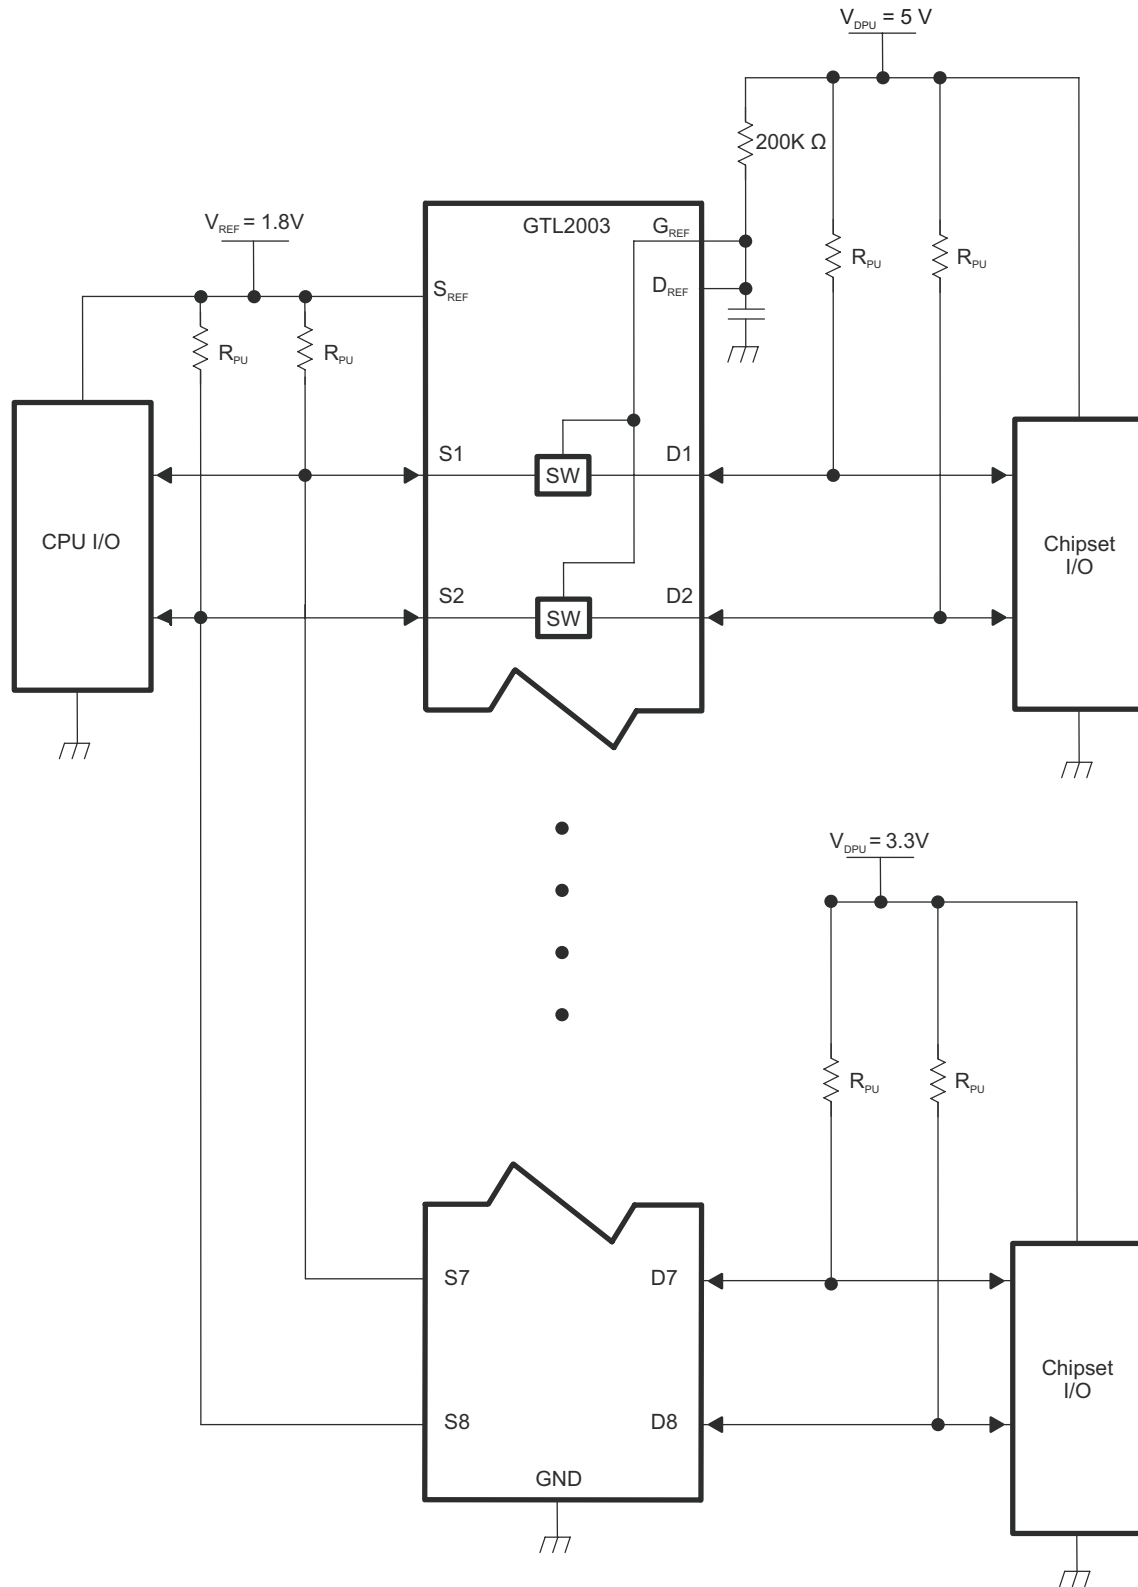 V_DPU = 5 V
200K Ω
V_REF = 1.8V
GTL2003
G_REF
R_PU
R_PU
S_REF
D_REF
R_PU
R_PU
S1
D1
SW
CPU I/O
Chipset
I/O
S2
D2
SW
V_DPU = 3.3V
R_PU
R_PU
S7
D7
Chipset
I/O
S8
D8
GND